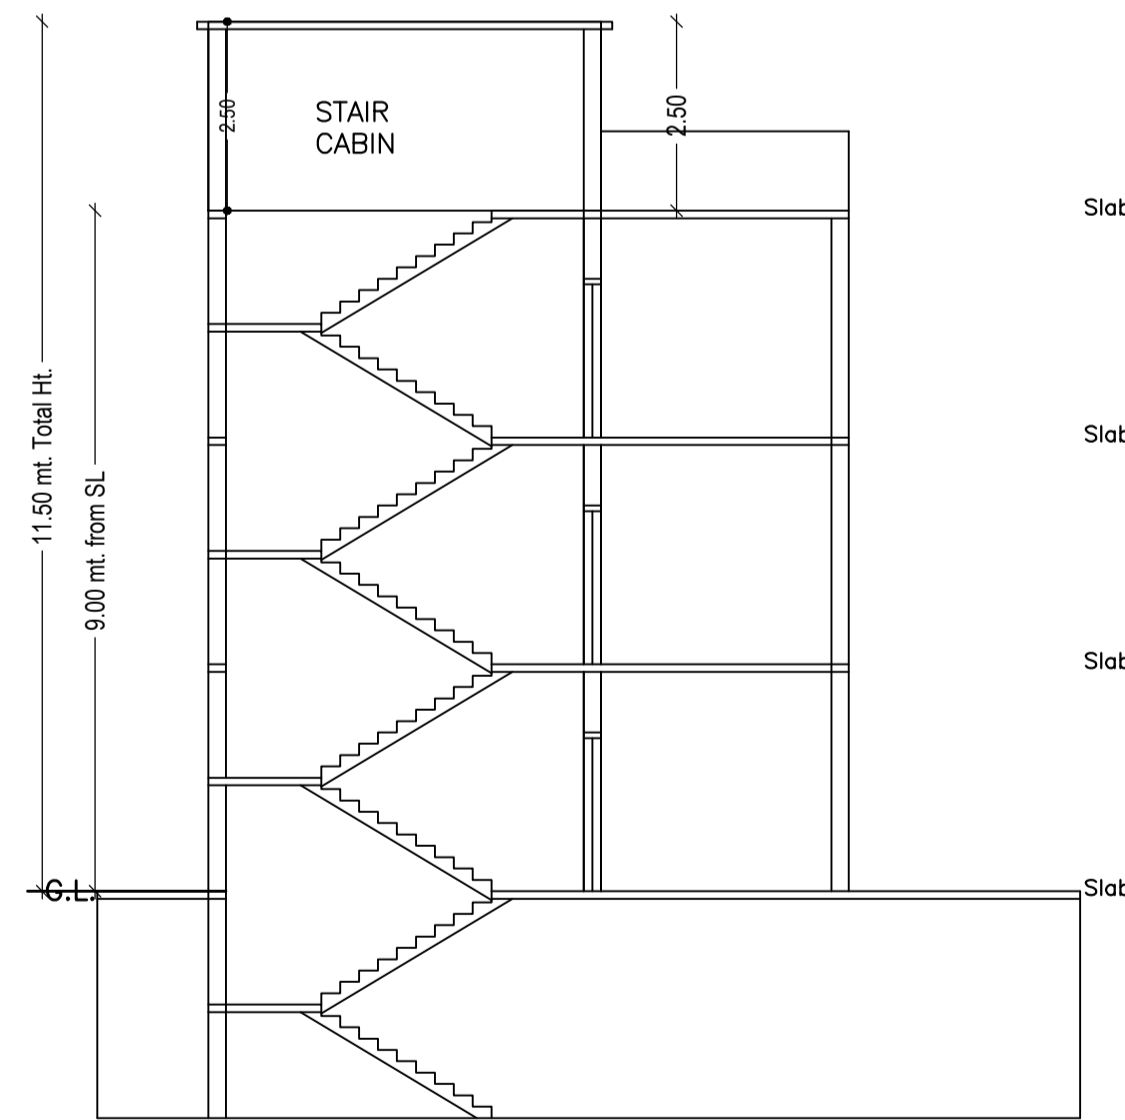 2.50
STAIR
CABIN
2.50
Slab
11.50 mt. Total Ht.
9.00 mt. from SL
Slab
Slab
G.L.
Slab